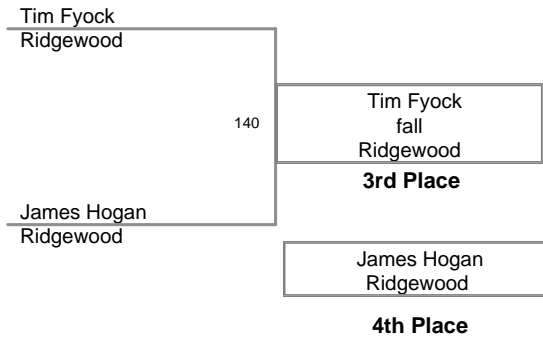 Tim Fyock
Ridgewood
140
Tim Fyock
fall
Ridgewood
3rd Place
James Hogan
Ridgewood
James Hogan
Ridgewood
4th Place